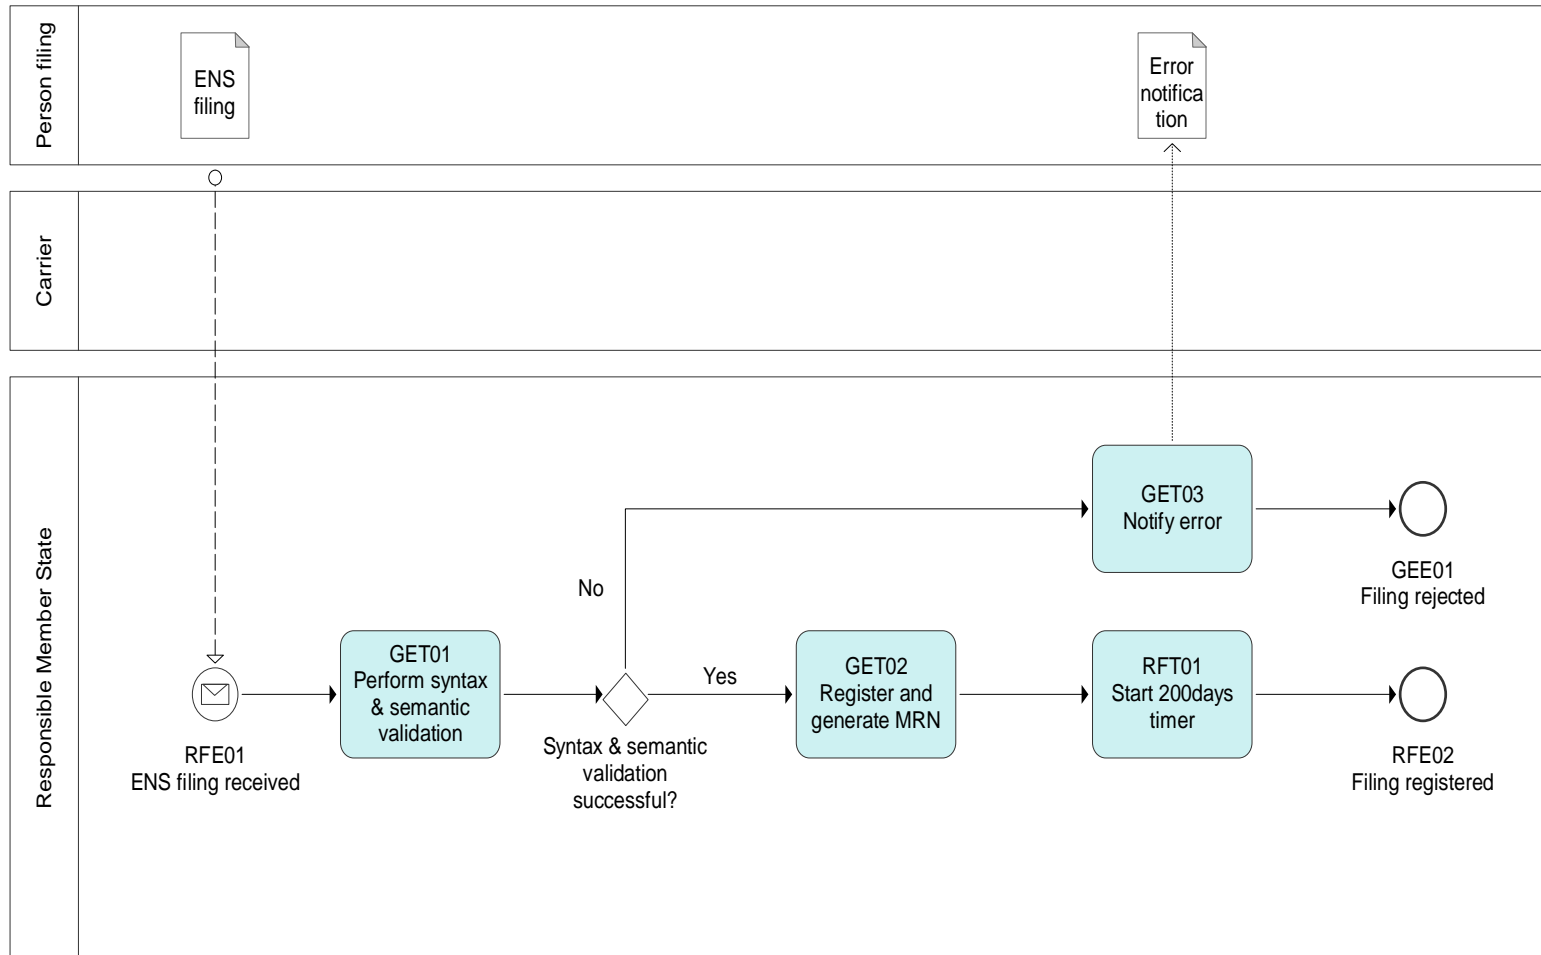 Person filing
ENS
filing
Error
notifica
tion
Carrier
Responsible Member State
GET03
Notify error
GEE01
Filing rejected
No
GET01
Perform syntax
& semantic
validation
Yes
GET02
Register and
generate MRN
RFT01
Start 200days
timer
RFE01
ENS filing received
Syntax & semantic
validation
successful?
RFE02
Filing registered